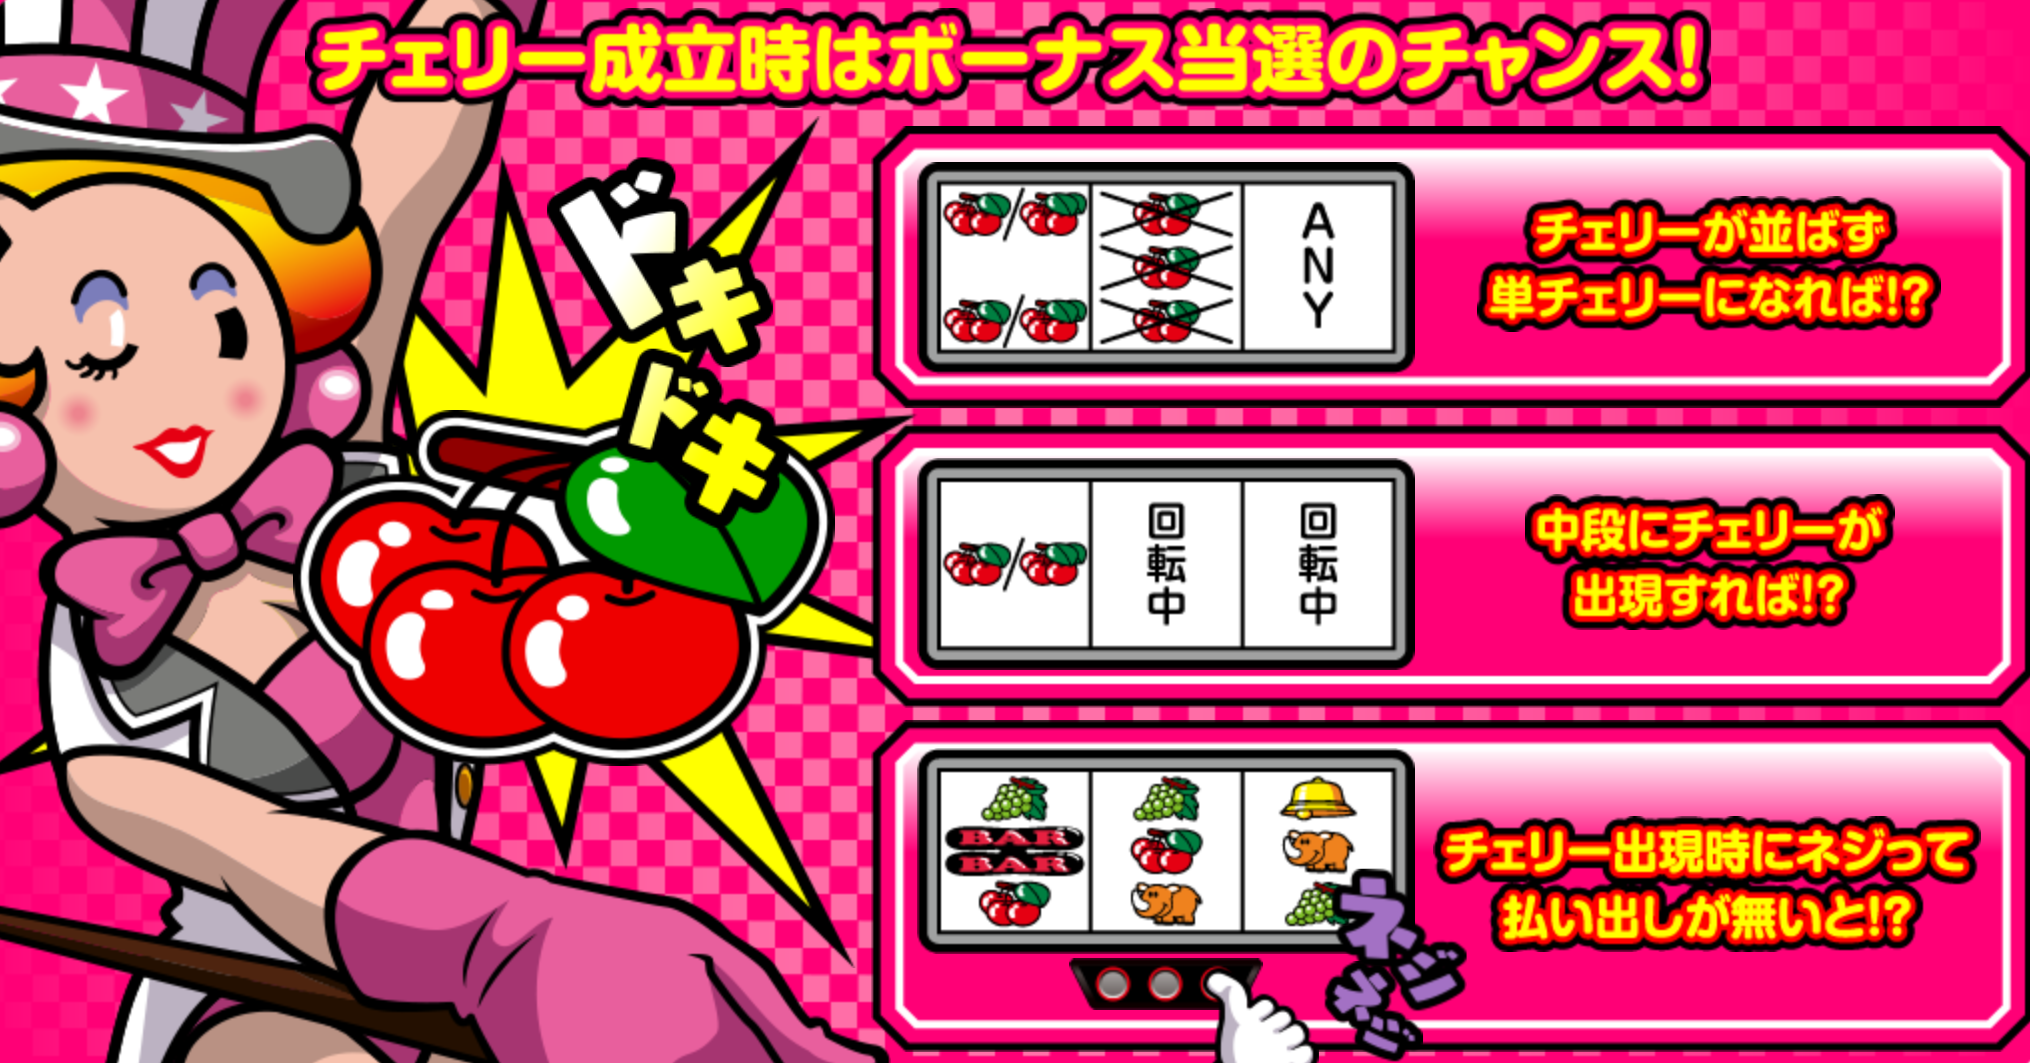 チェリー成立時はボーナス当選のチャンス!
ドキ
ドキ
ANY
チェリーが並ばず
単チェリーになれば!?
回転中
回転中
中段にチェリーが
出現すれば!?
BAR
BAR
チェリー出現時にネジって
払い出しが無いと!?
ネジ
ネジ